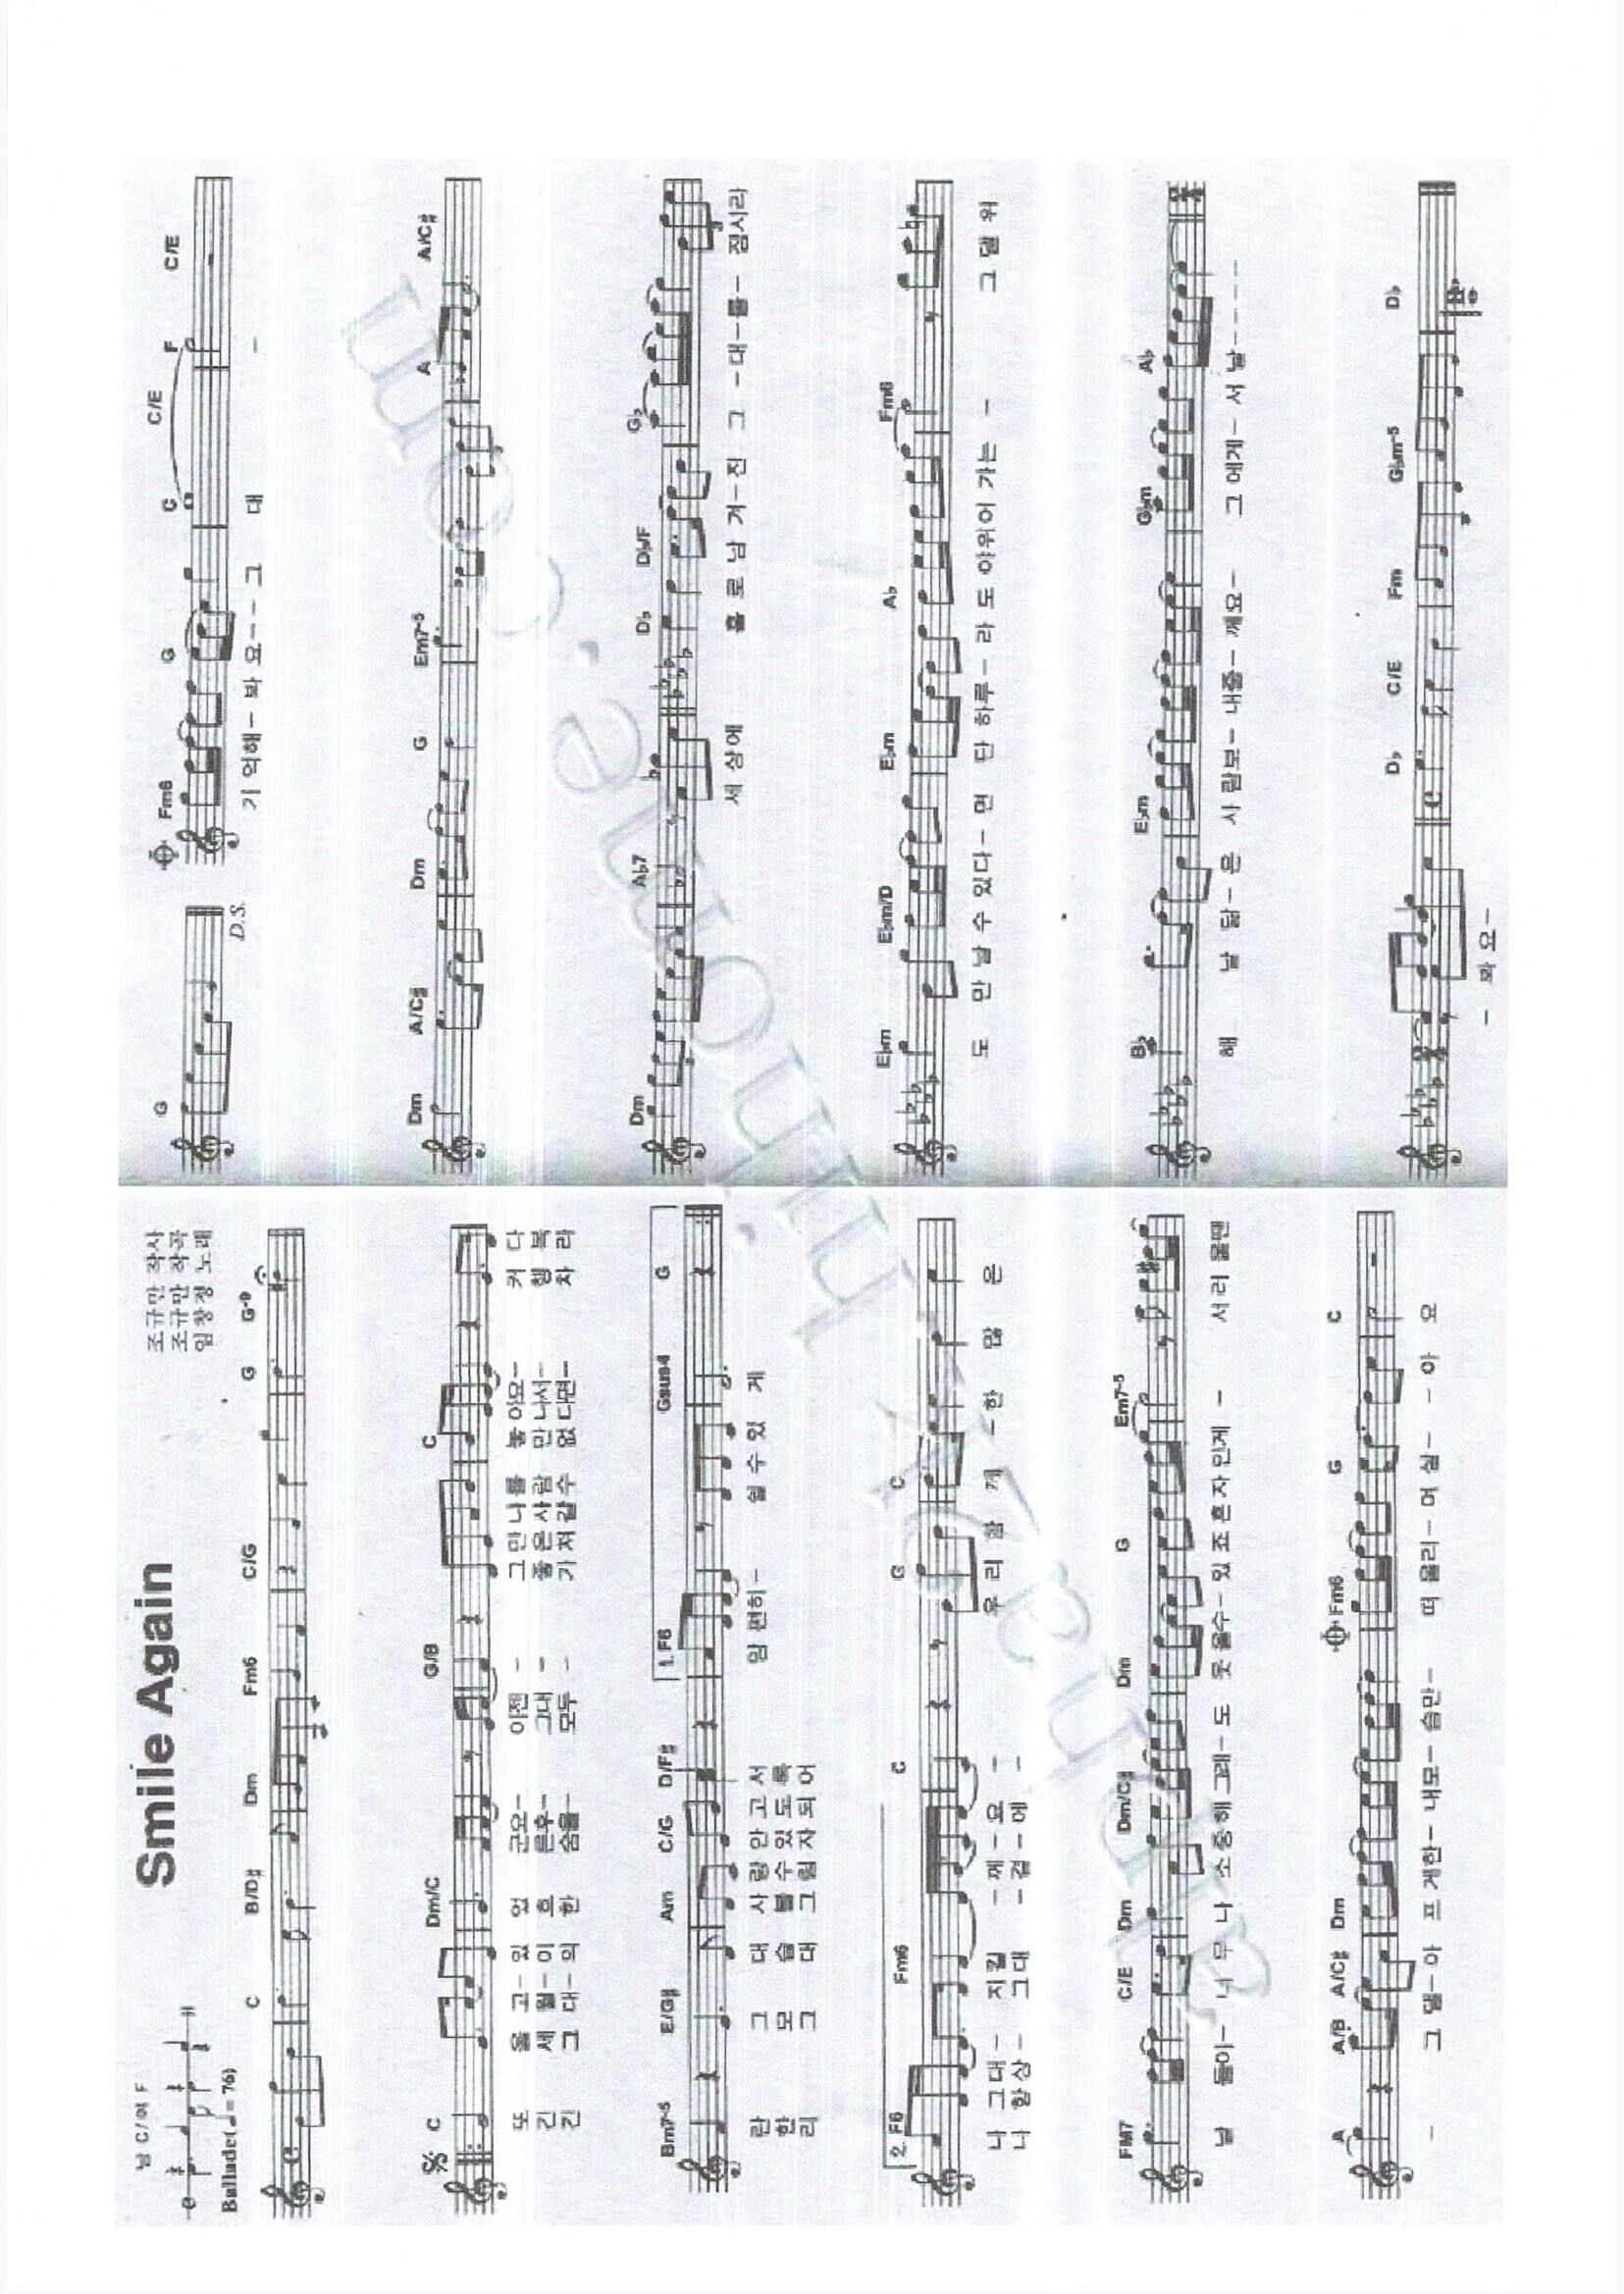 남 C/여 F
Smile Again
조규만 작사
조규만 작곡
임창정 노래
Ballade(♩= 76)
C B/D♯ Dm Fm6 C/G G G-9
C Dm/C G/B C
또 울 고- 있 었 군요- 이젠 - 그 만 나 를 놓 아요- 커 다
긴 세 월- 이 흐 른후- 그대 - 좋 은 사 람 만 나서- 행 복
긴 그 대- 의 한 숨을- 모두 - 가 져 갈 수 없 다면- 차 라
Bm7-5 E/G♯ Am C/G D/F♯ 1. F6 Gsus4 G
란 그 대 사 랑 안 고 서 맘 편히- 쉴 수 있 게
한 모 습 볼 수 있 도 록
리 그 대 그 림 자 되 어
2. F6 Fm6 C G C
나 그대- 지킬 -께-요 - 우 리 함 께 -한 많 은
나 항상- 그대 -곁-에 -
FM7 C/E Dm Dm/C♯ Dm G Em7-5
날 들이- 너 무 나 소 중 해 그래- 도 웃 을수- 있 죠 혼 자 인게 - 서 러 울땐
A A/B A/C♯ Dm Fm6 G C
- 그 댈-아 프 게한- 내모- 습만- 떠 올리- 며 살- -아 요
G
D.S.
Fm6 G C C/E F C/E
기 억해- 봐 요-- 그 대 -
Dm A/C♯ Dm G Em7-5 A A/C♯
Dm A♭7 D♭ D♭/F G♭
세 상에 홀 로 남 겨-진 그 -대-를- 잠시라
E♭m E♭m/D E♭m A♭ Fm6
도 만 날 수 있다- 면 단 하루- 라 도 야위어 가는 - 그 댈 위
B♭ E♭m G♭m A♭
해 날 닮- 은 사 람보- 내줄- 께요- 그 에게- 서 날----
D♭ C/E Fm G♭m-5 D♭
- 봐 요-
alpha2k.hihome.com